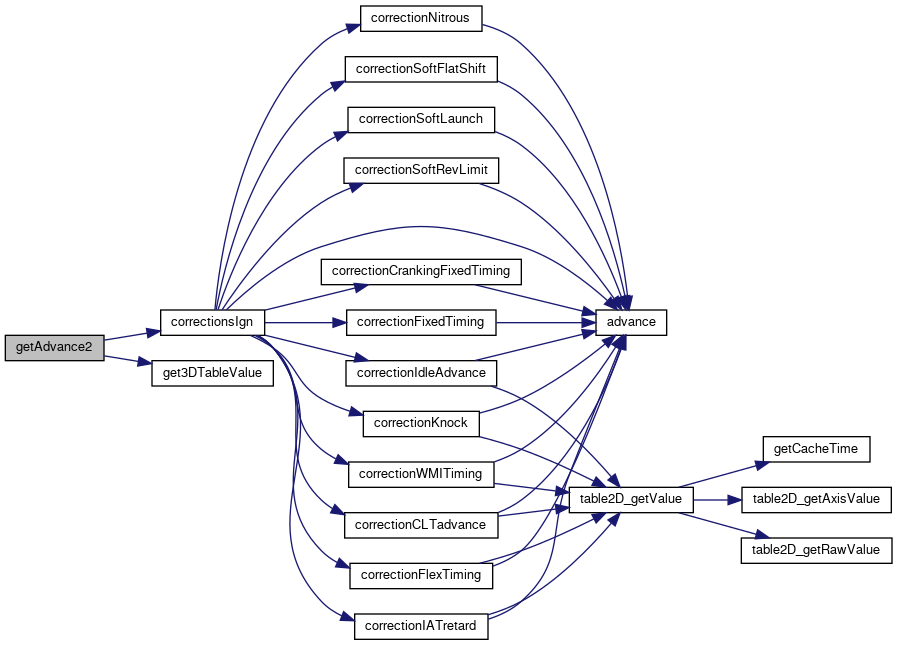 getAdvance2
correctionsIgn
get3DTableValue
correctionNitrous
correctionSoftFlatShift
correctionSoftLaunch
correctionSoftRevLimit
correctionCrankingFixedTiming
correctionFixedTiming
correctionIdleAdvance
correctionKnock
correctionWMITiming
correctionCLTadvance
correctionFlexTiming
correctionIATretard
advance
table2D_getValue
getCacheTime
table2D_getAxisValue
table2D_getRawValue